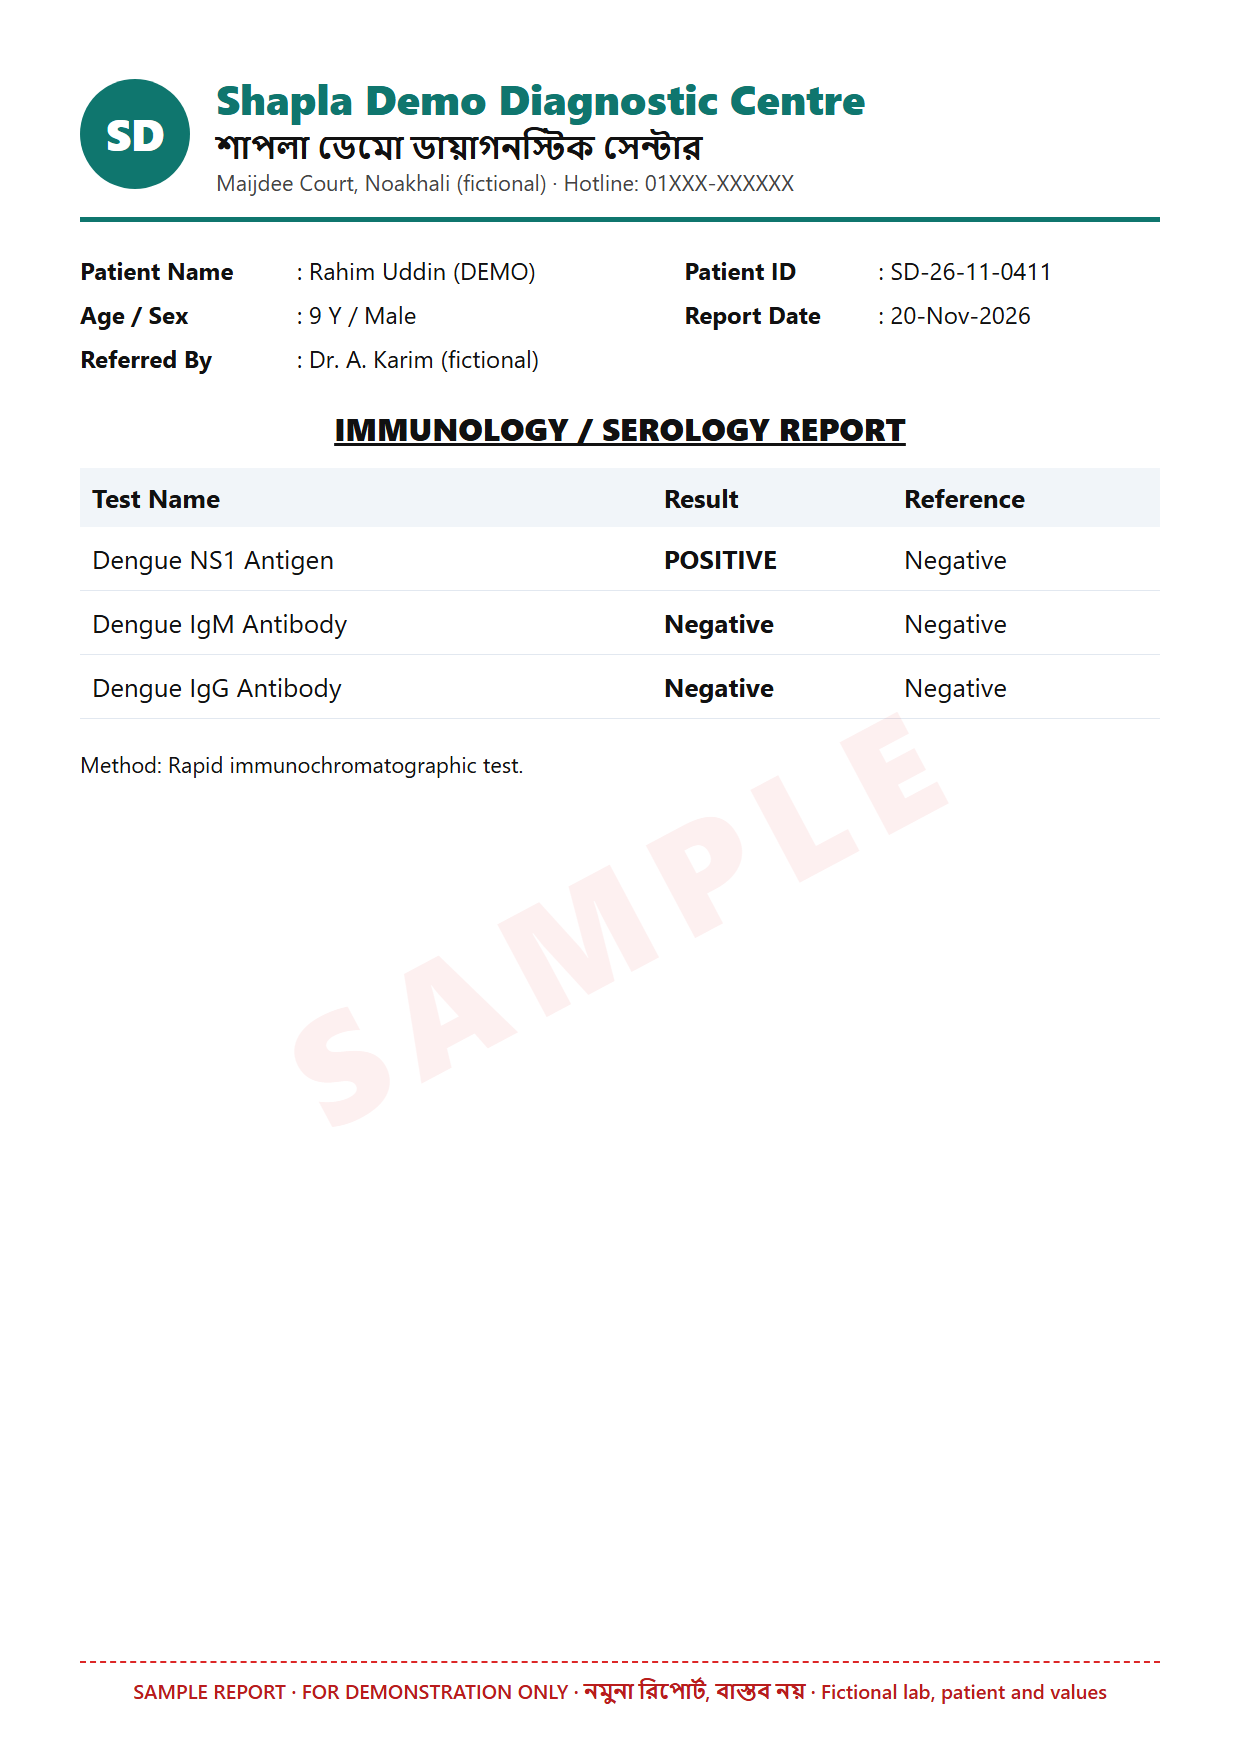 SD
Shapla Demo Diagnostic Centre
শাপলা ডেমো ডায়াগনস্টিক সেন্টার
Maijdee Court, Noakhali (fictional) · Hotline: 01XXX-XXXXXX
Patient Name : Rahim Uddin (DEMO) Patient ID : SD-26-11-0411
Age / Sex : 9 Y / Male Report Date : 20-Nov-2026
Referred By : Dr. A. Karim (fictional)
IMMUNOLOGY / SEROLOGY REPORT
Test Name Result Reference
Dengue NS1 Antigen POSITIVE Negative
Dengue IgM Antibody Negative Negative
Dengue IgG Antibody Negative Negative
Method: Rapid immunochromatographic test.
SAMPLE
SAMPLE REPORT · FOR DEMONSTRATION ONLY · নমুনা রিপোর্ট, বাস্তব নয় · Fictional lab, patient and values